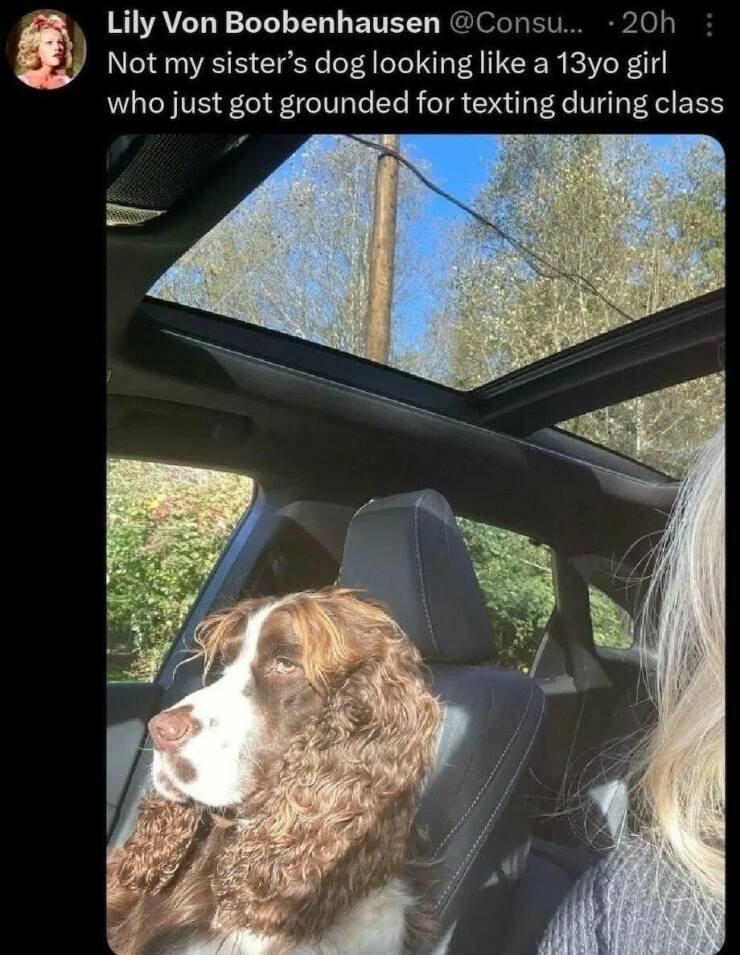 Lily Von Boobenhausen @Consu... · 20h
Not my sister's dog looking like a 13yo girl
who just got grounded for texting during class